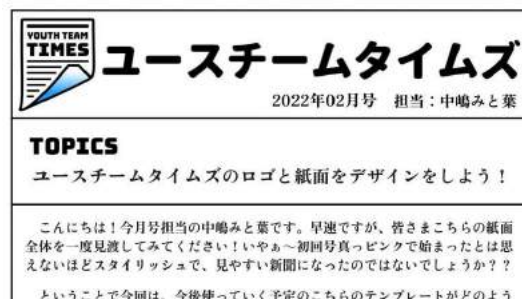 YOUTH TEAM
TIMES
ユースチームタイムズ
2022年02月号 担当：中嶋みと葉
TOPICS
ユースチームタイムズのロゴと紙面をデザインをしよう！
こんにちは！今月号担当の中嶋みと葉です。早速ですが、皆さまこちらの紙面
全体を一度見渡してみてください！いやぁ～初回号真っピンクで始まったとは思
えないほどスタイリッシュで、見やすい新聞になったのではないでしょうか？？
ということで今回は、今後使っていく予定のこちらのテンプレートがどのよう